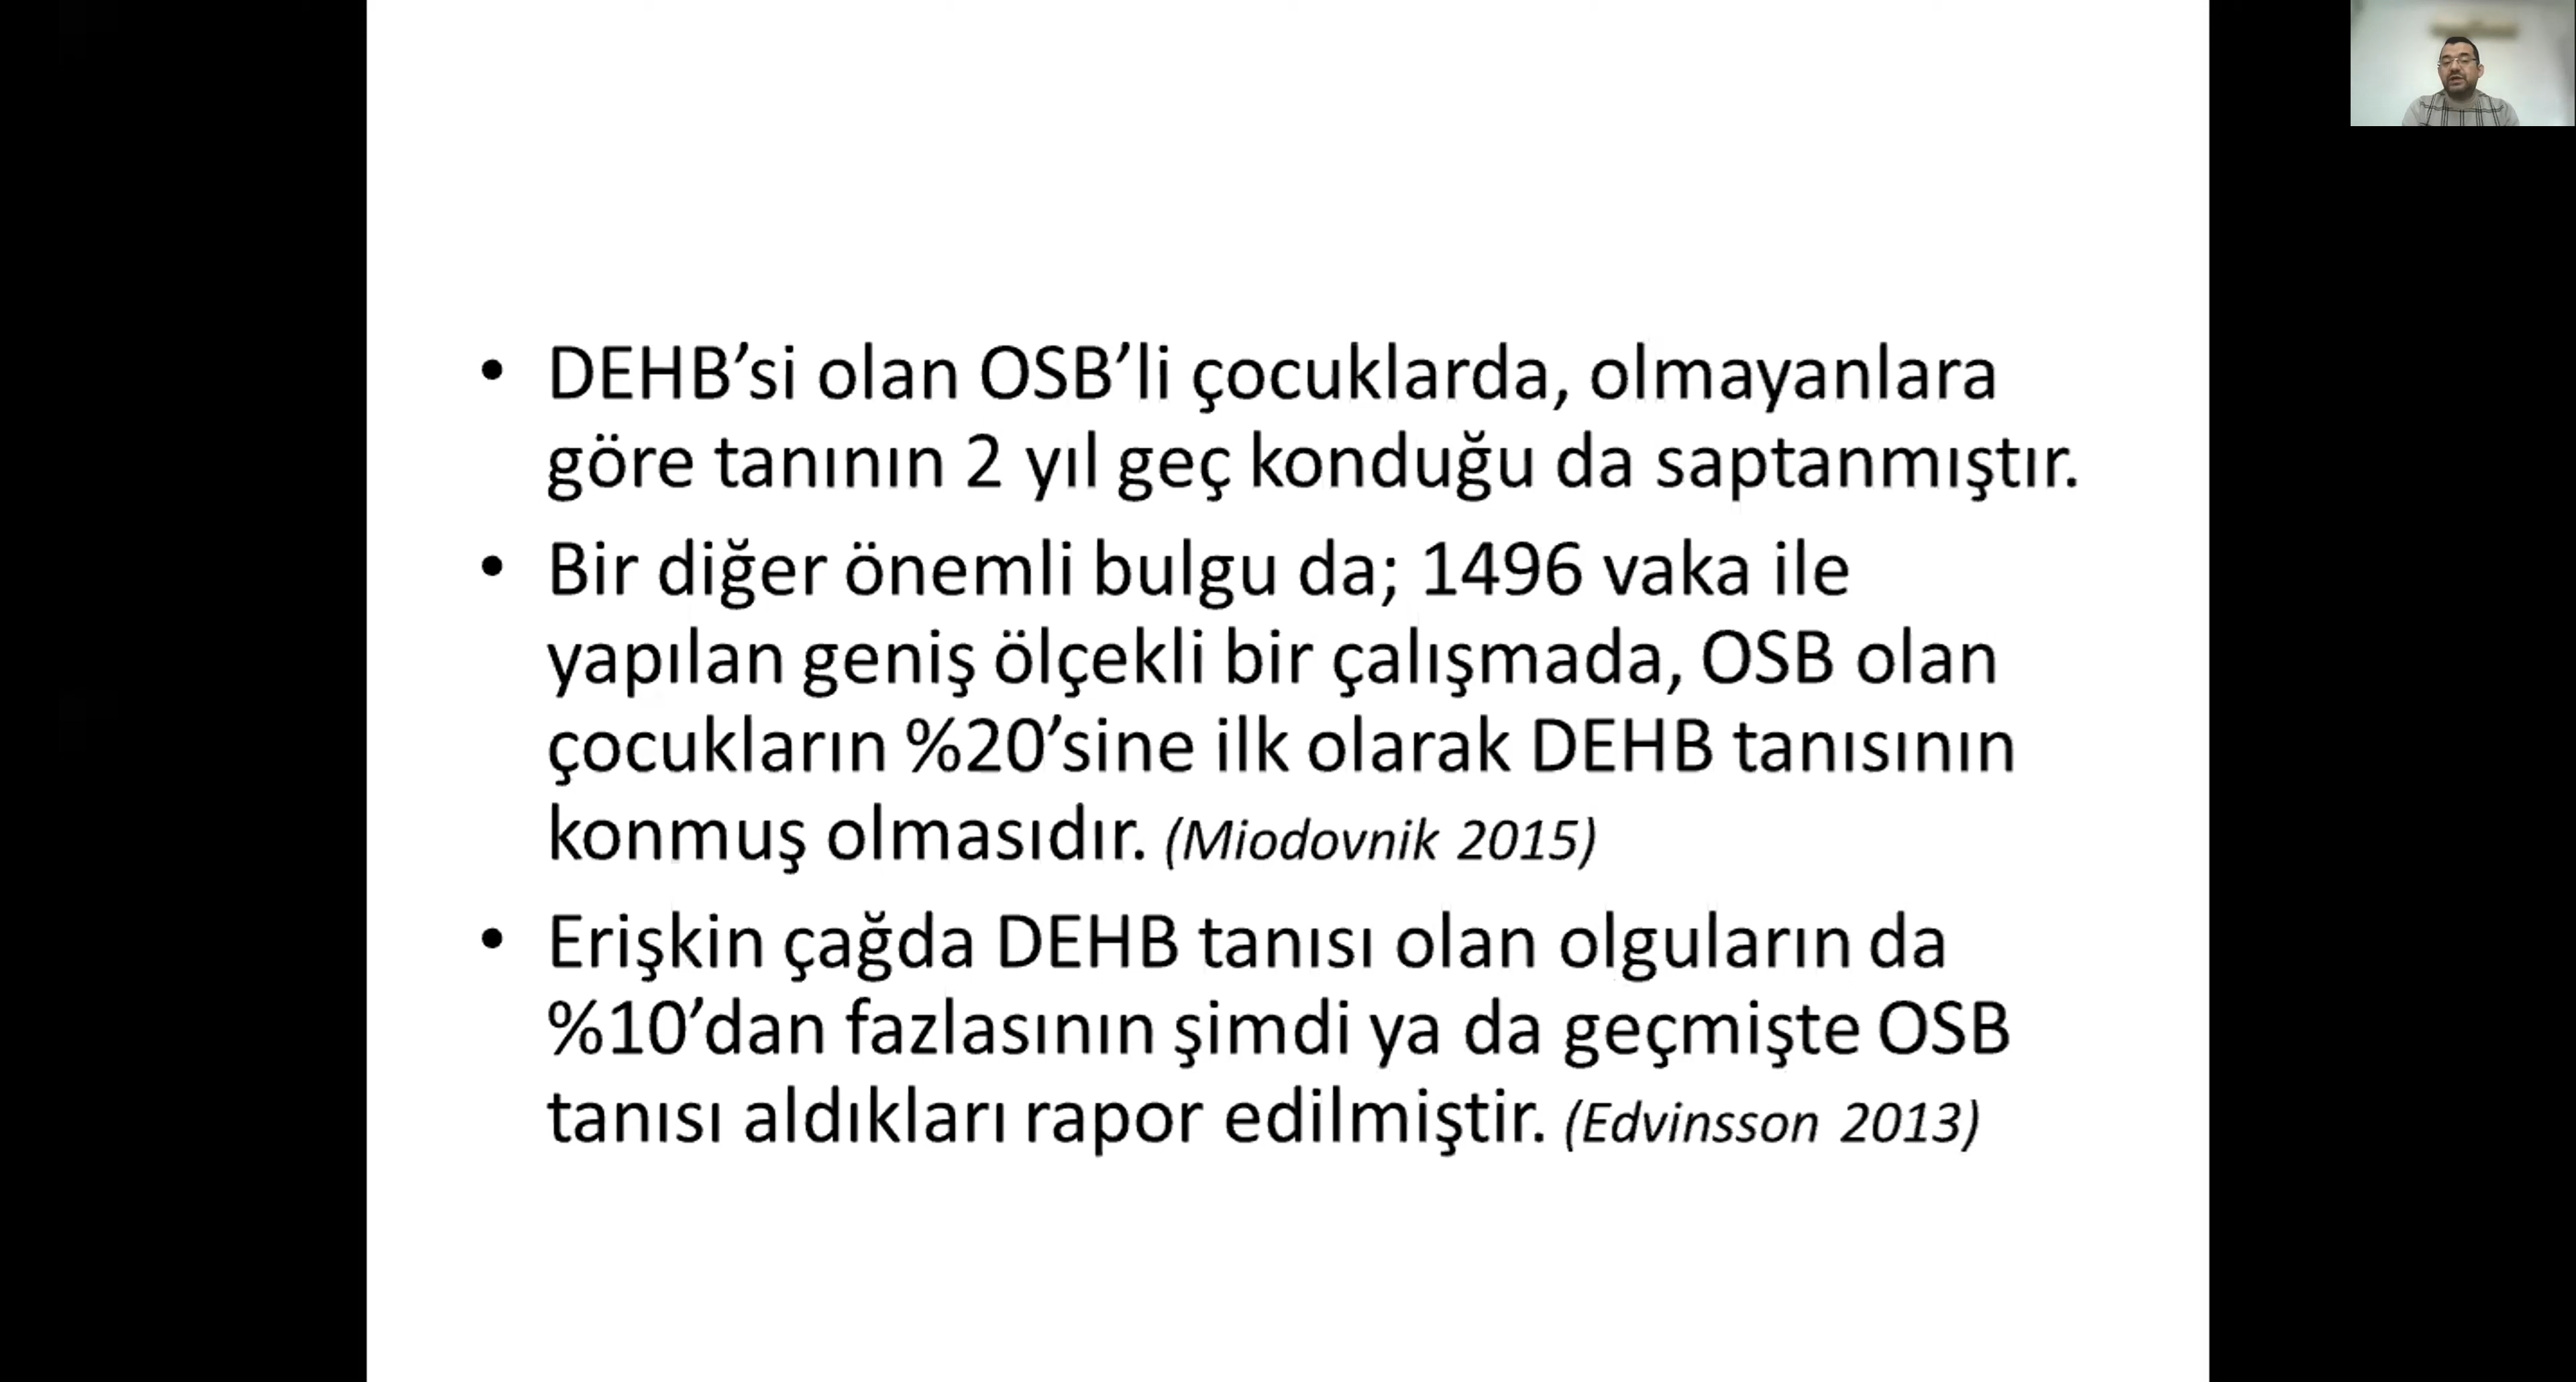 • DEHB’si olan OSB’li çocuklarda, olmayanlara
göre tanının 2 yıl geç konduğu da saptanmıştır.
• Bir diğer önemli bulgu da; 1496 vaka ile
yapılan geniş ölçekli bir çalışmada, OSB olan
çocukların %20’sine ilk olarak DEHB tanısının
konmuş olmasıdır. (Miodovnik 2015)
• Erişkin çağda DEHB tanısı olan olguların da
%10’dan fazlasının şimdi ya da geçmişte OSB
tanısı aldıkları rapor edilmiştir. (Edvinsson 2013)